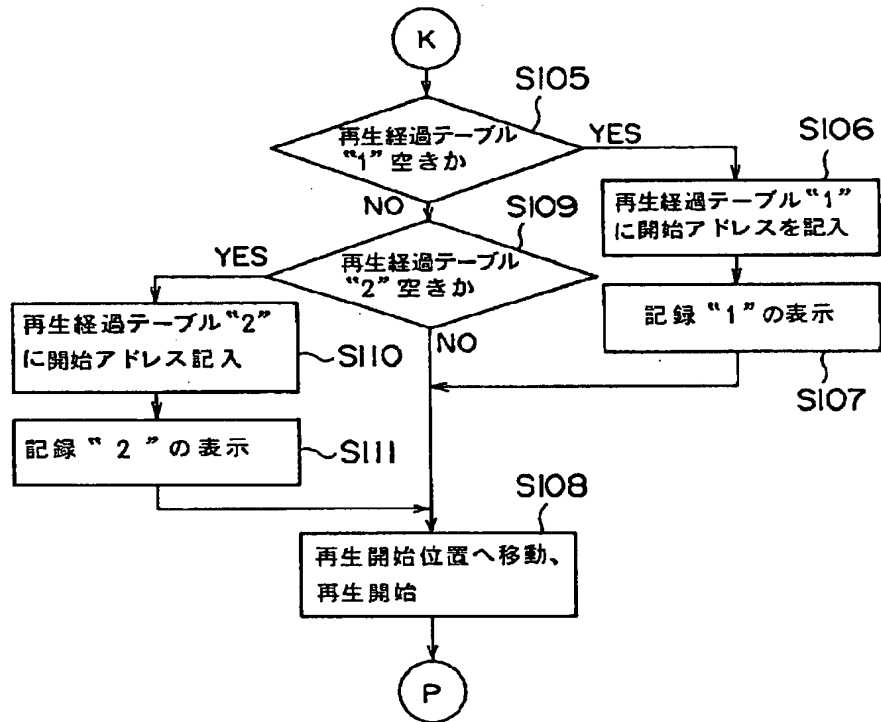 K
S105
再生経過テーブル
“1”空きか
YES
S106
再生経過テーブル“1”
に開始アドレスを記入
NO
S109
再生経過テーブル
“2”空きか
YES
記録“1”の表示
S107
再生経過テーブル“2”
に開始アドレス記入
S110
NO
記録“2”の表示
S111
S108
再生開始位置へ移動、
再生開始
P